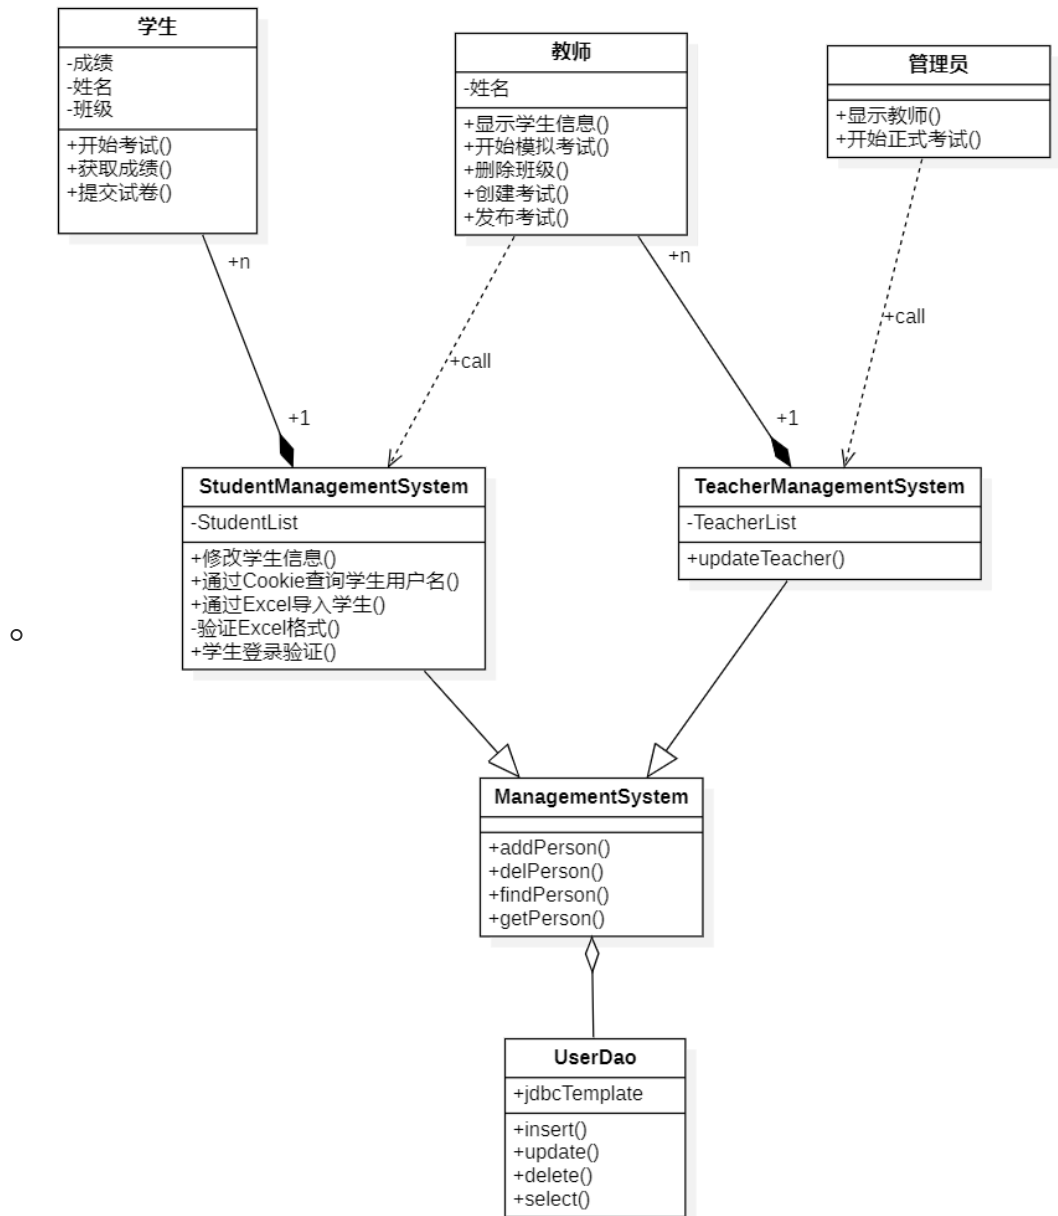 学生
-成绩
-姓名
-班级
+开始考试()
+获取成绩()
+提交试卷()
教师
-姓名
+显示学生信息()
+开始模拟考试()
+删除班级()
+创建考试()
+发布考试()
管理员
+显示教师()
+开始正式考试()
+n
+n
+call
+call
+1
+1
StudentManagementSystem
-StudentList
+修改学生信息()
+通过Cookie查询学生用户名()
+通过Excel导入学生()
-验证Excel格式()
+学生登录验证()
TeacherManagementSystem
-TeacherList
+updateTeacher()
ManagementSystem
+addPerson()
+delPerson()
+findPerson()
+getPerson()
UserDao
+jdbcTemplate
+insert()
+update()
+delete()
+select()